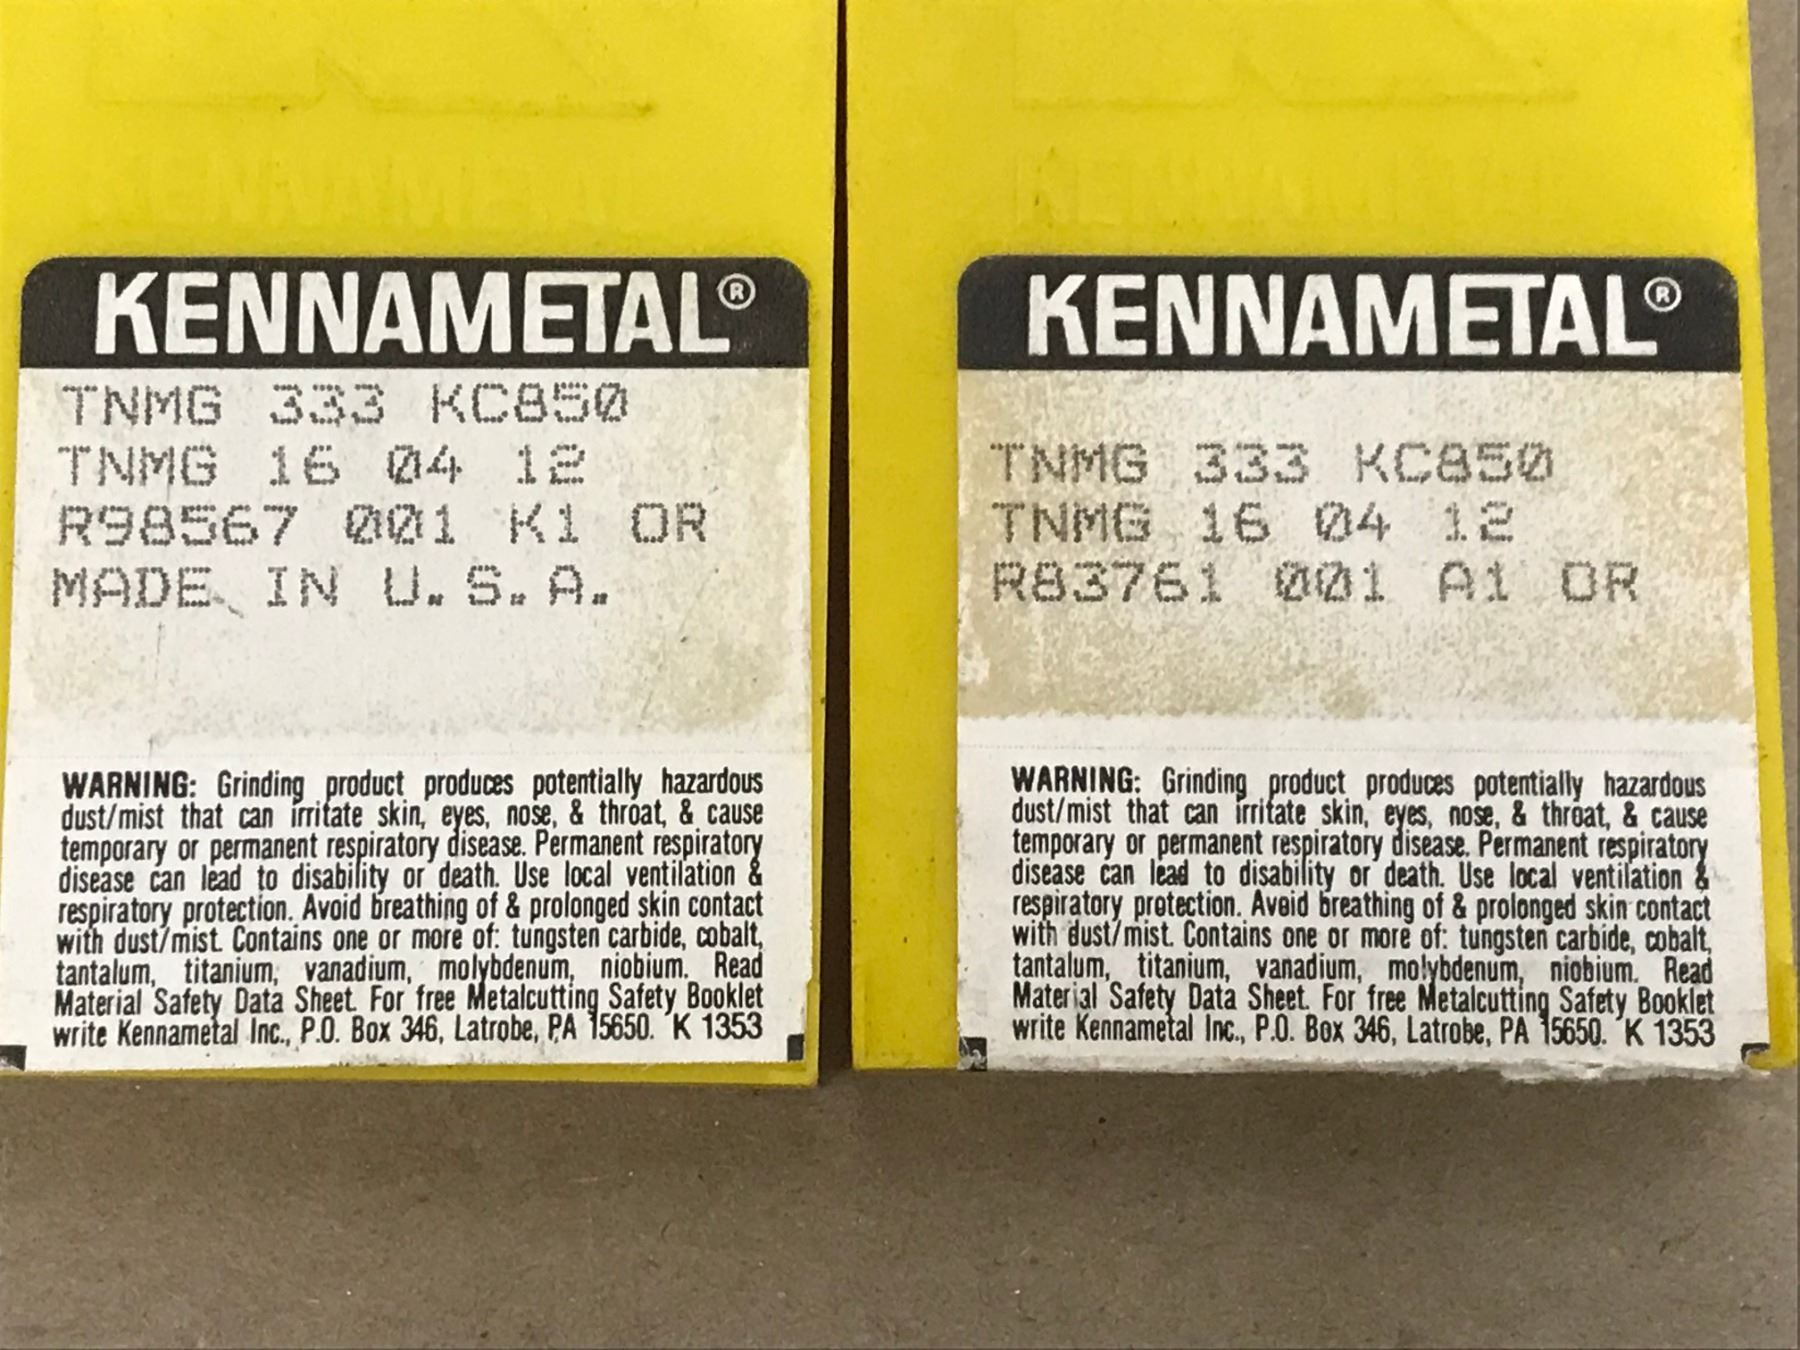 KENNAMETAL®
TNMG 333 KC850
TNMG 16 04 12
R98567 001 K1 OR
MADE IN U.S.A.
WARNING: Grinding product produces potentially hazardous
dust/mist that can irritate skin, eyes, nose, & throat, & cause
temporary or permanent respiratory disease. Permanent respiratory
disease can lead to disability or death. Use local ventilation &
respiratory protection. Avoid breathing of & prolonged skin contact
with dust/mist. Contains one or more of: tungsten carbide, cobalt,
tantalum, titanium, vanadium, molybdenum, niobium. Read
Material Safety Data Sheet. For free Metalcutting Safety Booklet
write Kennametal Inc., P.O. Box 346, Latrobe, PA 15650. K 1353
KENNAMETAL
KENNAMETAL®
TNMG 333 KC850
TNMG 16 04 12
R83761 001 A1 OR
WARNING: Grinding product produces potentially hazardous
dust/mist that can irritate skin, eyes, nose, & throat, & cause
temporary or permanent respiratory disease. Permanent respiratory
disease can lead to disability or death. Use local ventilation &
respiratory protection. Avoid breathing of & prolonged skin contact
with dust/mist. Contains one or more of: tungsten carbide, cobalt,
tantalum, titanium, vanadium, molybdenum, niobium. Read
Material Safety Data Sheet. For free Metalcutting Safety Booklet
write Kennametal Inc., P.O. Box 346, Latrobe, PA 15650. K 1353
KENNAMETAL